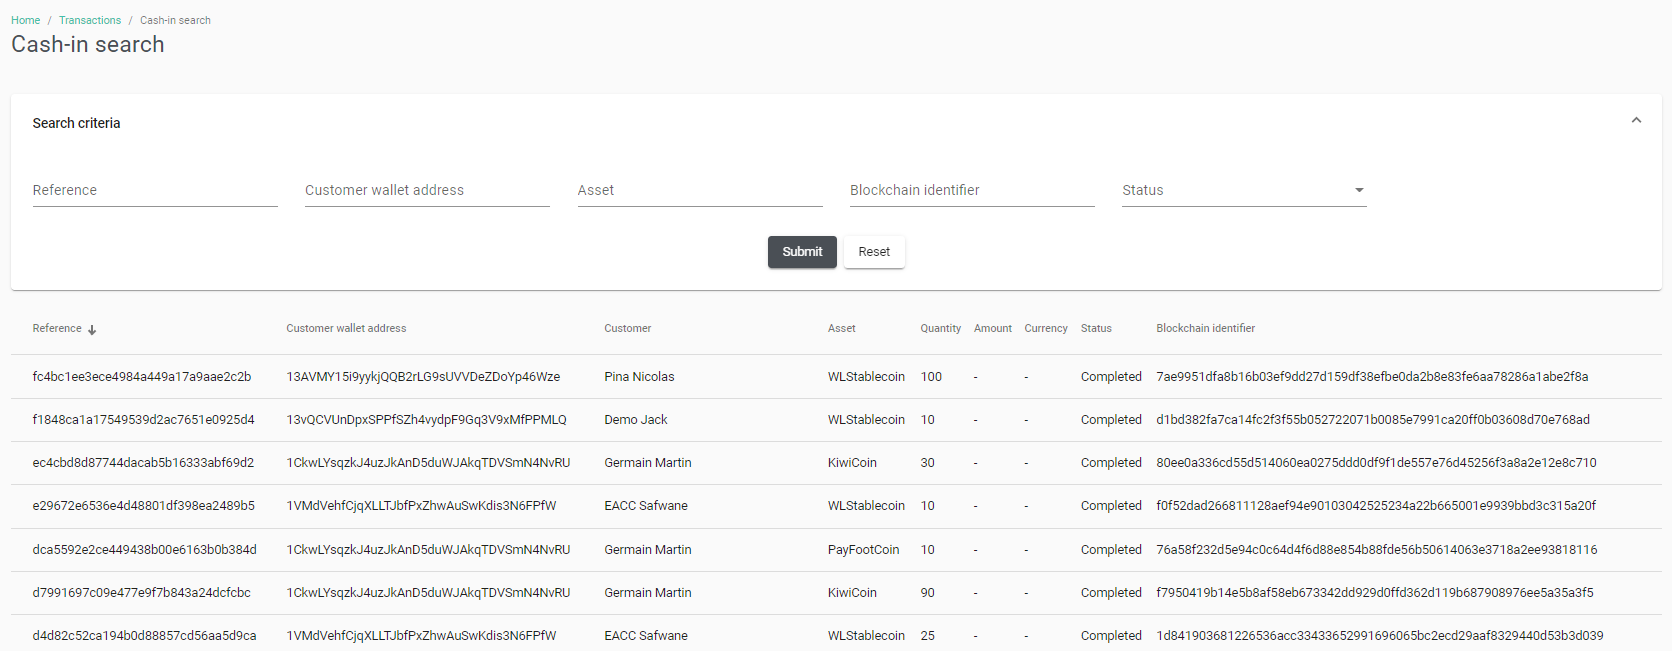 Home / Transactions / Cash-in search
Cash-in search
Search criteria
Reference Customer wallet address Asset Blockchain identifier Status
Submit Reset
Reference Customer wallet address Customer Asset Quantity Amount Currency Status Blockchain identifier
fc4bc1ee3ece4984a449a17a9aae2c2b 13AVMY15i9yykjQQB2rLG9sUVVDeZDoYp46Wze Pina Nicolas WLStablecoin 100 - - Completed 7ae9951dfa8b16b03ef9dd27d159df38efbe0da2b8e83fe6aa78286a1abe2f8a
f1848ca1a17549539d2ac7651e0925d4 13vQCVUnDpxSPPfSZh4vydpF9Gq3V9xMfPPMLQ Demo Jack WLStablecoin 10 - - Completed d1bd382fa7ca14fc2f3f55b052722071b0085e7991ca20ff0b03608d70e768ad
ec4cbd8d87744dacab5b16333abf69d2 1CkwLYsqzkJ4uzJkAnD5duWJAkqTDVSmN4NvRU Germain Martin KiwiCoin 30 - - Completed 80ee0a336cd55d514060ea0275ddd0df9f1de557e76d45256f3a8a2e12e8c710
e29672e6536e4d48801df398ea2489b5 1VMdVehfCjqXLLTJbfPxZhwAuSwKdis3N6FPfW EACC Safwane WLStablecoin 10 - - Completed f0f52dad266811128aef94e90103042525234a22b665001e9939bbd3c315a20f
dca5592e2ce449438b00e6163b0b384d 1CkwLYsqzkJ4uzJkAnD5duWJAkqTDVSmN4NvRU Germain Martin PayFootCoin 10 - - Completed 76a58f232d5e94c0c64d4f6d88e854b88fde56b50614063e3718a2ee93818116
d7991697c09e477e9f7b843a24dcfcbc 1CkwLYsqzkJ4uzJkAnD5duWJAkqTDVSmN4NvRU Germain Martin KiwiCoin 90 - - Completed f7950419b14e5b8af58eb673342dd929d0ffd362d119b687908976ee5a35a3f5
d4d82c52ca194b0d88857cd56aa5d9ca 1VMdVehfCjqXLLTJbfPxZhwAuSwKdis3N6FPfW EACC Safwane WLStablecoin 25 - - Completed 1d841903681226536acc33433652991696065bc2ecd29aaf8329440d53b3d039